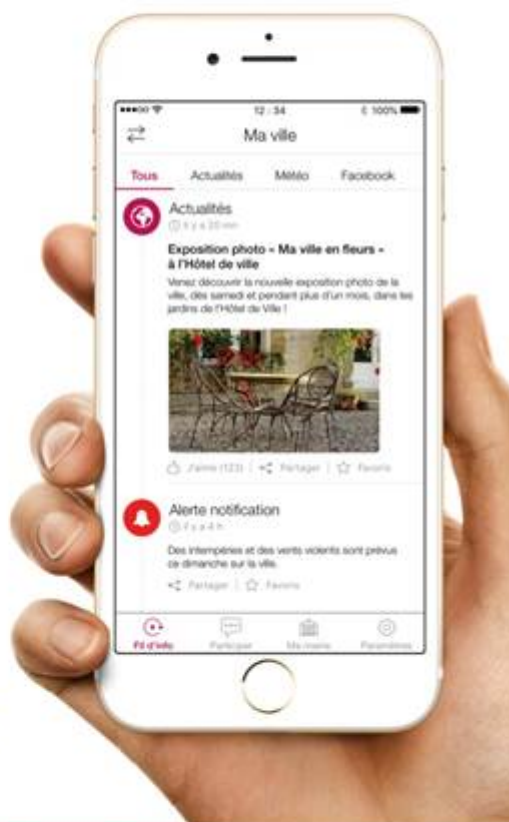 12:34
100%
Ma ville
Tous Actualités Météo Facebook
Actualités
il y a 20 mn
Exposition photo « Ma ville en fleurs »
à l'Hôtel de ville
Venez découvrir la nouvelle exposition photo de la
ville, dès samedi et pendant plus d'un mois, dans les
jardins de l'Hôtel de Ville !
J'aime (123) Partager Favoris
Alerte notification
il y a 4 h
Des intempéries et des vents violents sont prévus
ce dimanche sur la ville.
Partager Favoris
Fil d'info Participer Ma mairie Paramètres